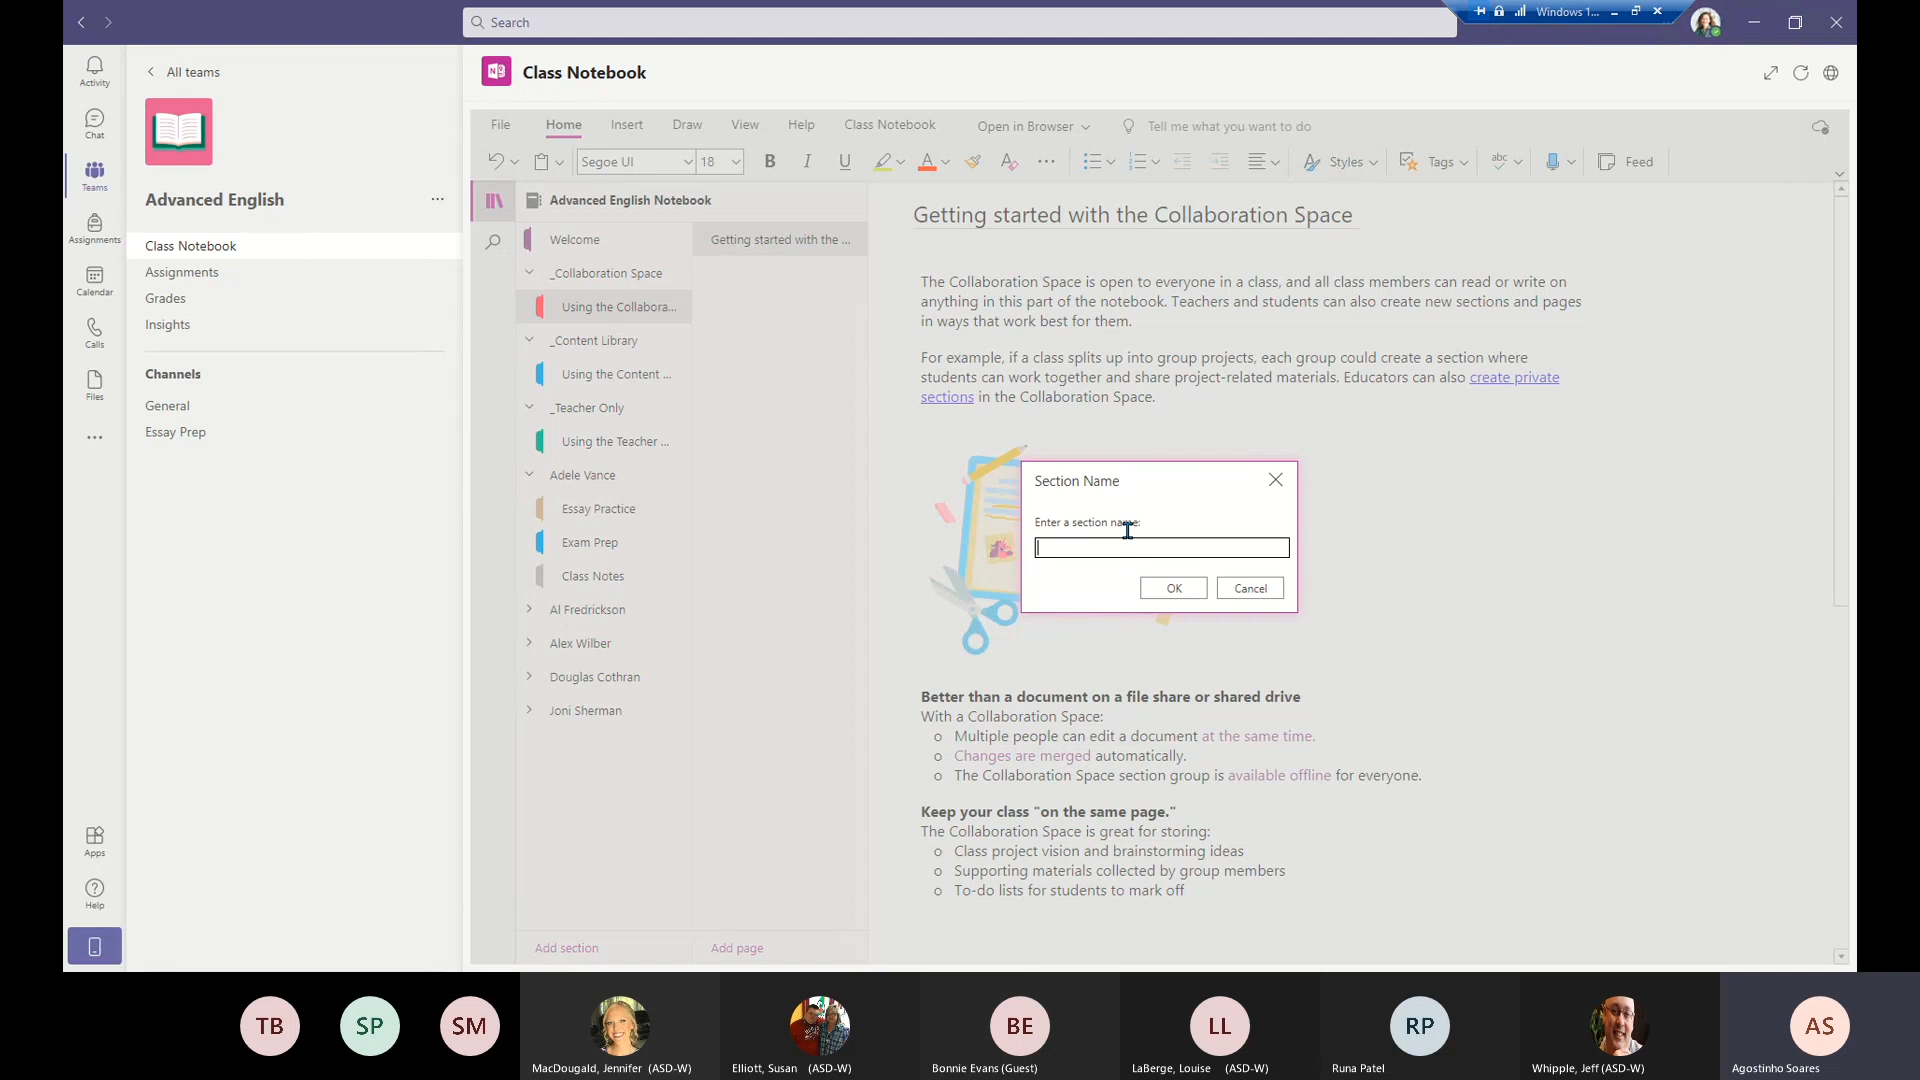 Search
Windows 1...
Activity
Chat
Teams
Assignments
Calendar
Calls
Files
Apps
Help
All teams
Advanced English
Class Notebook
Assignments
Grades
Insights
Channels
General
Essay Prep
Class Notebook
File Home Insert Draw View Help Class Notebook Open in Browser Tell me what you want to do
Segoe UI 18 B I U A A Styles Tags abc Feed
Advanced English Notebook
Welcome
_Collaboration Space
Using the Collabora...
_Content Library
Using the Content ...
_Teacher Only
Using the Teacher ...
Adele Vance
Essay Practice
Exam Prep
Class Notes
Al Fredrickson
Alex Wilber
Douglas Cothran
Joni Sherman
Add section
Getting started with the ...
Add page
Getting started with the Collaboration Space
The Collaboration Space is open to everyone in a class, and all class members can read or write on
anything in this part of the notebook. Teachers and students can also create new sections and pages
in ways that work best for them.
For example, if a class splits up into group projects, each group could create a section where
students can work together and share project-related materials. Educators can also create private
sections in the Collaboration Space.
Section Name
Enter a section name:
OK Cancel
Better than a document on a file share or shared drive
With a Collaboration Space:
o Multiple people can edit a document at the same time.
o Changes are merged automatically.
o The Collaboration Space section group is available offline for everyone.
Keep your class "on the same page."
The Collaboration Space is great for storing:
o Class project vision and brainstorming ideas
o Supporting materials collected by group members
o To-do lists for students to mark off
TB SP SM BE LL RP AS
MacDougald, Jennifer (ASD-W) Elliott, Susan (ASD-W) Bonnie Evans (Guest) LaBerge, Louise (ASD-W) Runa Patel Whipple, Jeff (ASD-W) Agostinho Soares